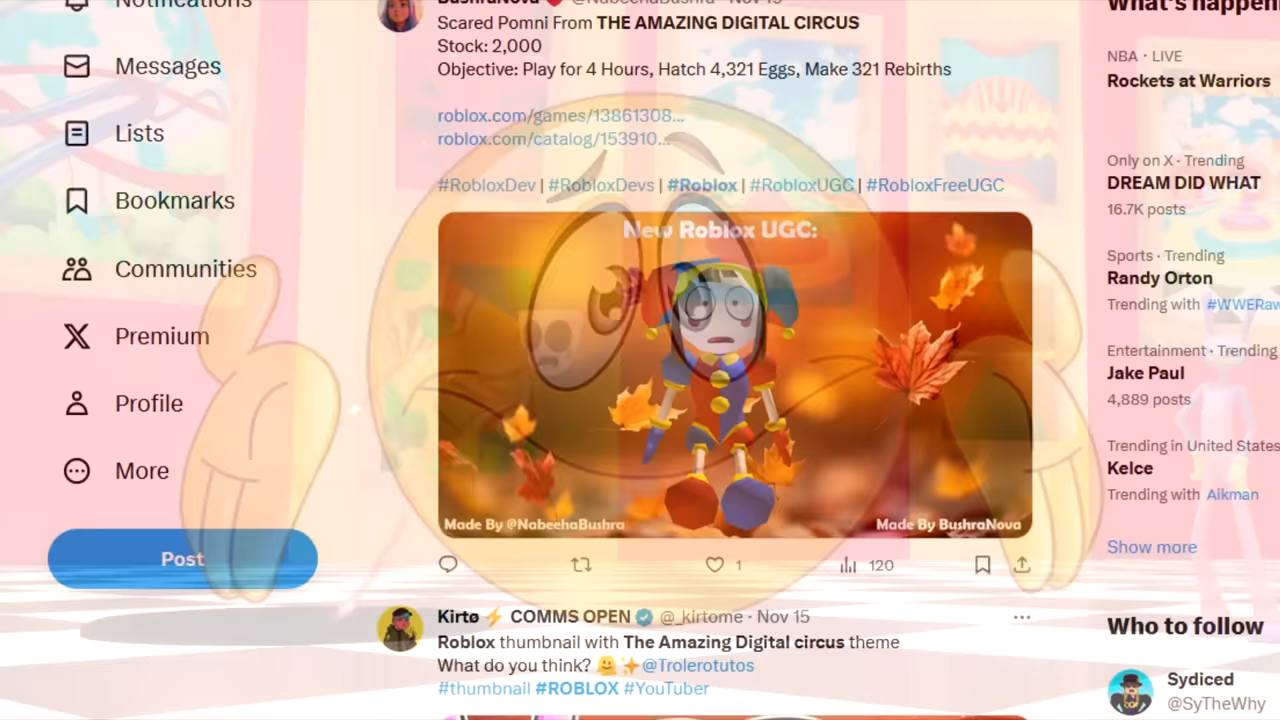 Notifications
Messages
Lists
Bookmarks
Communities
Premium
Profile
More
Post
BushraNova @NabeehaBushra · Nov 15
Scared Pomni From THE AMAZING DIGITAL CIRCUS
Stock: 2,000
Objective: Play for 4 Hours, Hatch 4,321 Eggs, Make 321 Rebirths
roblox.com/games/13861308...
roblox.com/catalog/153910...
#RobloxDev | #RobloxDevs | #Roblox | #RobloxUGC | #RobloxFreeUGC
New Roblox UGC:
Made By @NabeehaBushra
Made By BushraNova
1
120
Kirtø ⚡ COMMS OPEN @_kirtome · Nov 15
Roblox thumbnail with The Amazing Digital circus theme
What do you think? 🤗✨@Trolerotutos
#thumbnail #ROBLOX #YouTuber
What's happen
NBA · LIVE
Rockets at Warriors
Only on X · Trending
DREAM DID WHAT
16.7K posts
Sports · Trending
Randy Orton
Trending with #WWERaw
Entertainment · Trending
Jake Paul
4,889 posts
Trending in United States
Kelce
Trending with Aikman
Show more
Who to follow
Sydiced
@SyTheWhy